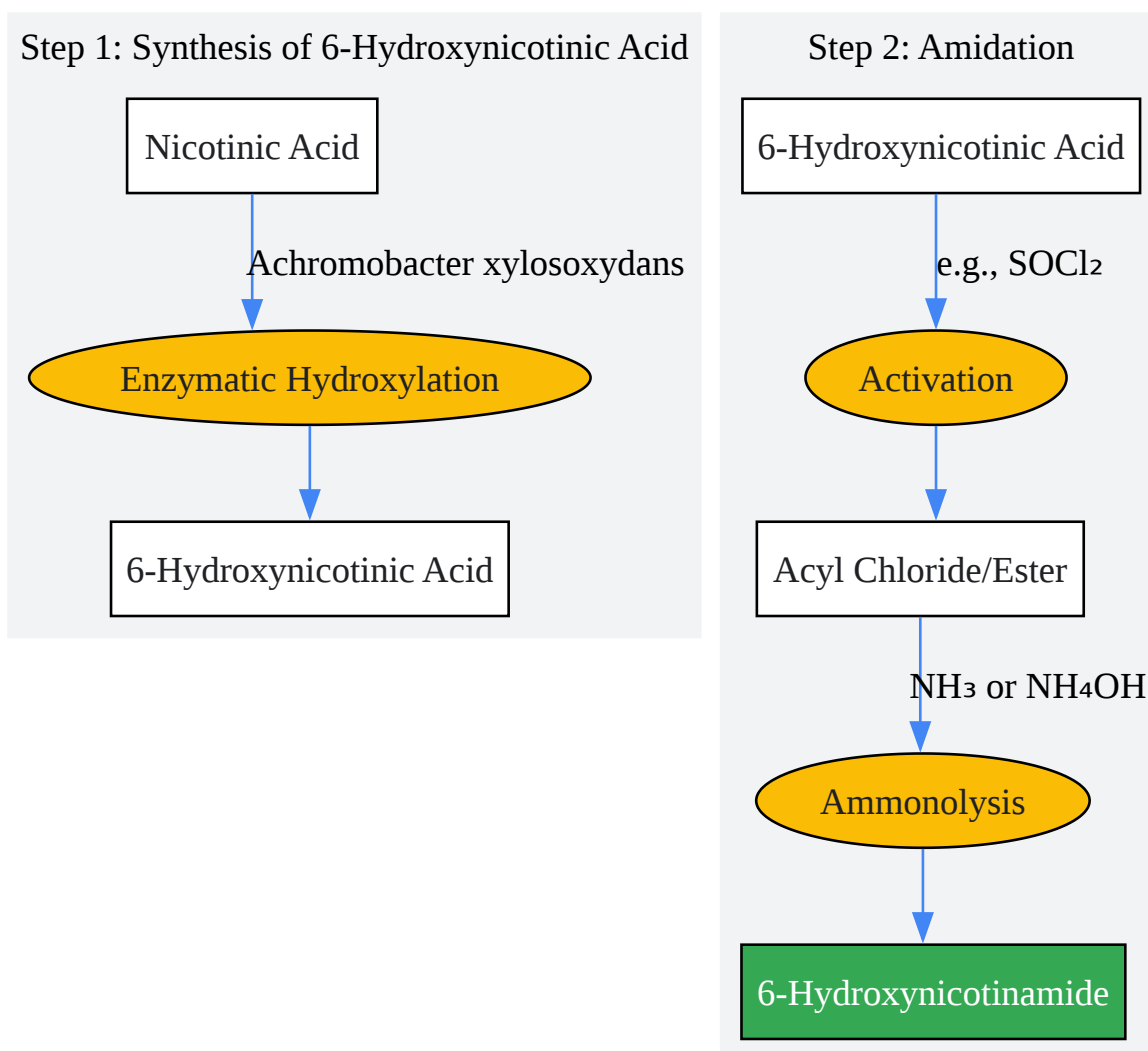 Step 1: Synthesis of 6-Hydroxynicotinic Acid
Nicotinic Acid
Achromobacter xylosoxydans
Enzymatic Hydroxylation
6-Hydroxynicotinic Acid
Step 2: Amidation
6-Hydroxynicotinic Acid
e.g., SOCl₂
Activation
Acyl Chloride/Ester
NH₃ or NH₄OH
Ammonolysis
6-Hydroxynicotinamide